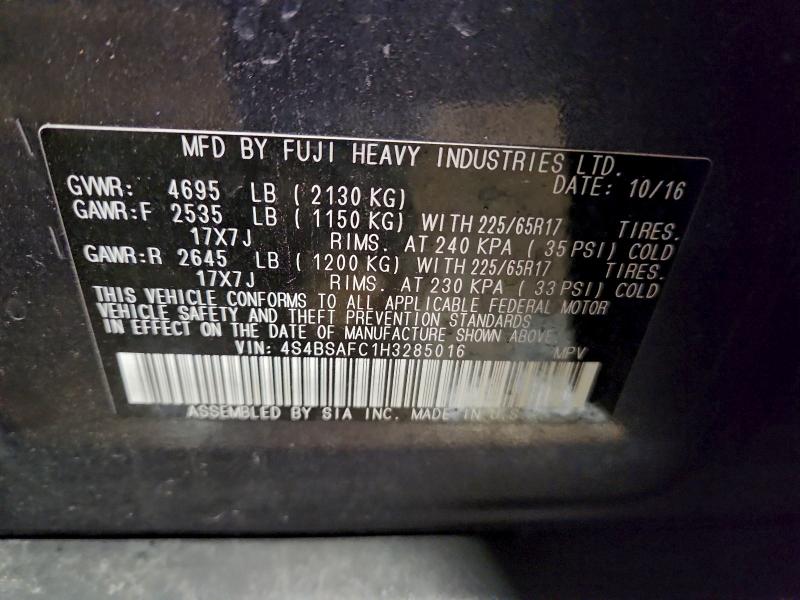 MFD BY FUJI HEAVY INDUSTRIES LTD.
DATE: 10/16
GVWR: 4695 LB ( 2130 KG)
GAWR:F 2535 LB ( 1150 KG) WITH 225/65R17 TIRES.
17X7J RIMS. AT 240 KPA ( 35 PSI) COLD
GAWR:R 2645 LB ( 1200 KG) WITH 225/65R17 TIRES.
17X7J RIMS. AT 230 KPA ( 33 PSI) COLD
THIS VEHICLE CONFORMS TO ALL APPLICABLE FEDERAL MOTOR
VEHICLE SAFETY AND THEFT PREVENTION STANDARDS
IN EFFECT ON THE DATE OF MANUFACTURE SHOWN ABOVE.
VIN: 4S4BSAFC1H3285016 MPV
ASSEMBLED BY SIA INC. MADE IN